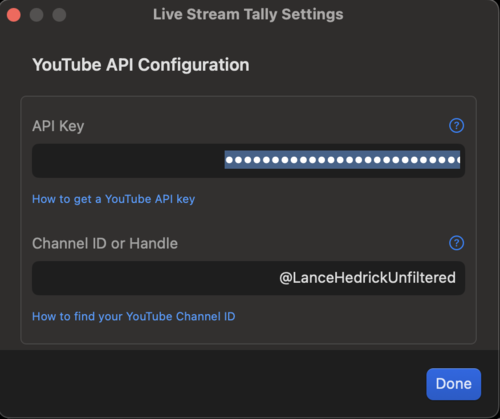 Live Stream Tally Settings
YouTube API Configuration
API Key
?
••••••••••••••••••••••••••
How to get a YouTube API key
Channel ID or Handle
?
@LanceHedrickUnfiltered
How to find your YouTube Channel ID
Done